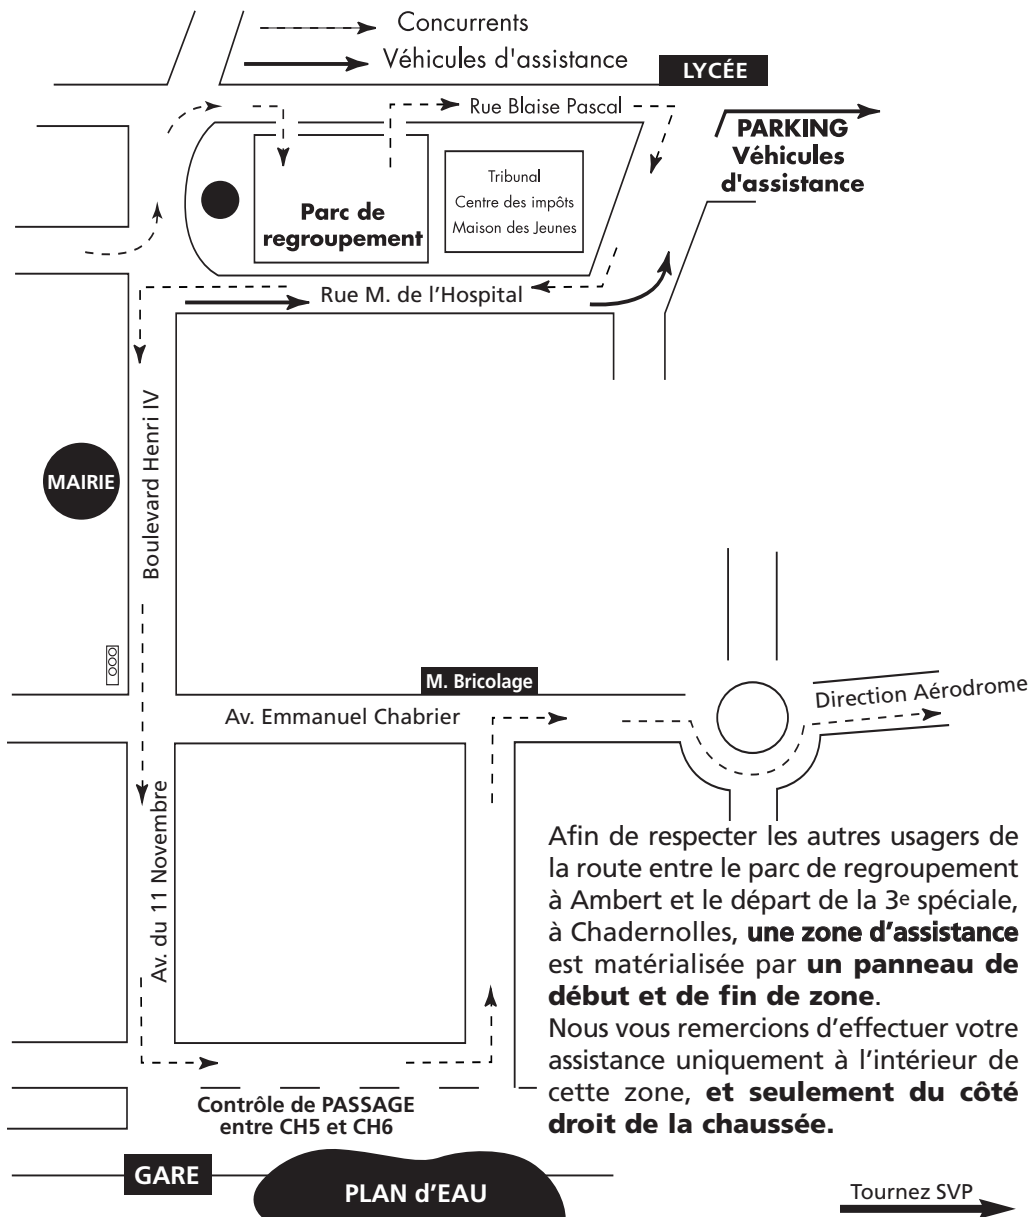 Concurrents
Véhicules d'assistance
LYCÉE
Rue Blaise Pascal
PARKING
Véhicules
d'assistance
Tribunal
Centre des impôts
Maison des Jeunes
Parc de
regroupement
Rue M. de l'Hospital
Boulevard Henri IV
MAIRIE
M. Bricolage
Direction Aérodrome
Av. Emmanuel Chabrier
Av. du 11 Novembre
Afin de respecter les autres usagers de
la route entre le parc de regroupement
à Ambert et le départ de la 3e spéciale,
à Chadernolles, une zone d'assistance
est matérialisée par un panneau de
début et de fin de zone.
Nous vous remercions d'effectuer votre
assistance uniquement à l'intérieur de
cette zone, et seulement du côté
droit de la chaussée.
Contrôle de PASSAGE
entre CH5 et CH6
GARE
PLAN d'EAU
Tournez SVP